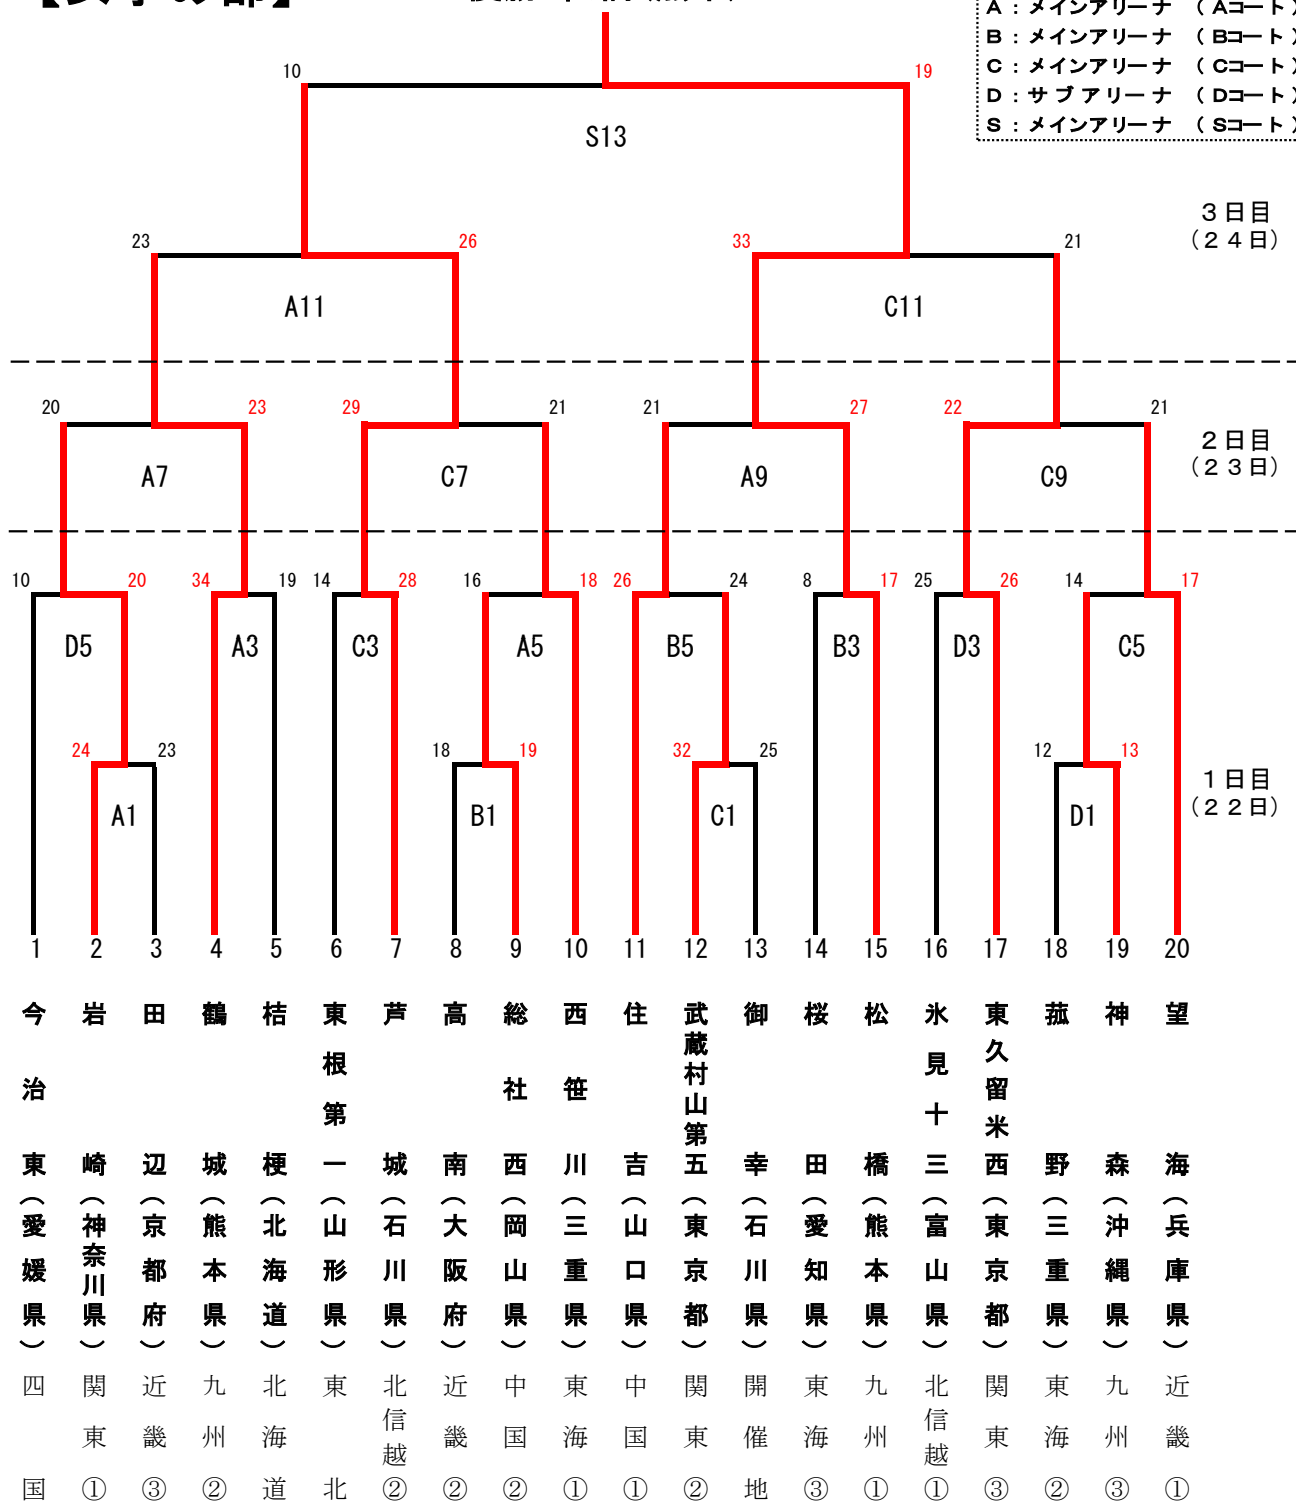 A : メインアリーナ （ Aコート ）
B : メインアリーナ （ Bコート ）
C : メインアリーナ （ Cコート ）
D : サブアリーナ （ Dコート ）
S : メインアリーナ （ Sコート ）
10 19
S13
3日目
（24日）
23 26 33 21
A11 C11
20 23 29 21 21 27 22 21
2日目
（23日）
A7 C7 A9 C9
10 20 34 19 14 28 16 18 26 24 8 17 25 26 14 17
D5 A3 C3 A5 B5 B3 D3 C5
24 23 18 19 32 25 12 13
1日目
（22日）
A1 B1 C1 D1
1 2 3 4 5 6 7 8 9 10 11 12 13 14 15 16 17 18 19 20
今治東（愛媛県）四国
岩崎（神奈川県）関東①
田辺（京都府）近畿③
鶴城（熊本県）九州②
桔梗（北海道）北海道
東根第一（山形県）東北
芦城（石川県）北信越②
高南（大阪府）近畿②
総社西（岡山県）中国②
西笹川（三重県）東海①
住吉（山口県）中国①
武蔵村山第五（東京都）関東②
御幸（石川県）開催地
桜田（愛知県）東海③
松橋（熊本県）九州①
氷見十三（富山県）北信越①
東久留米西（東京都）関東③
菰野（三重県）東海②
神森（沖縄県）九州③
望海（兵庫県）近畿①